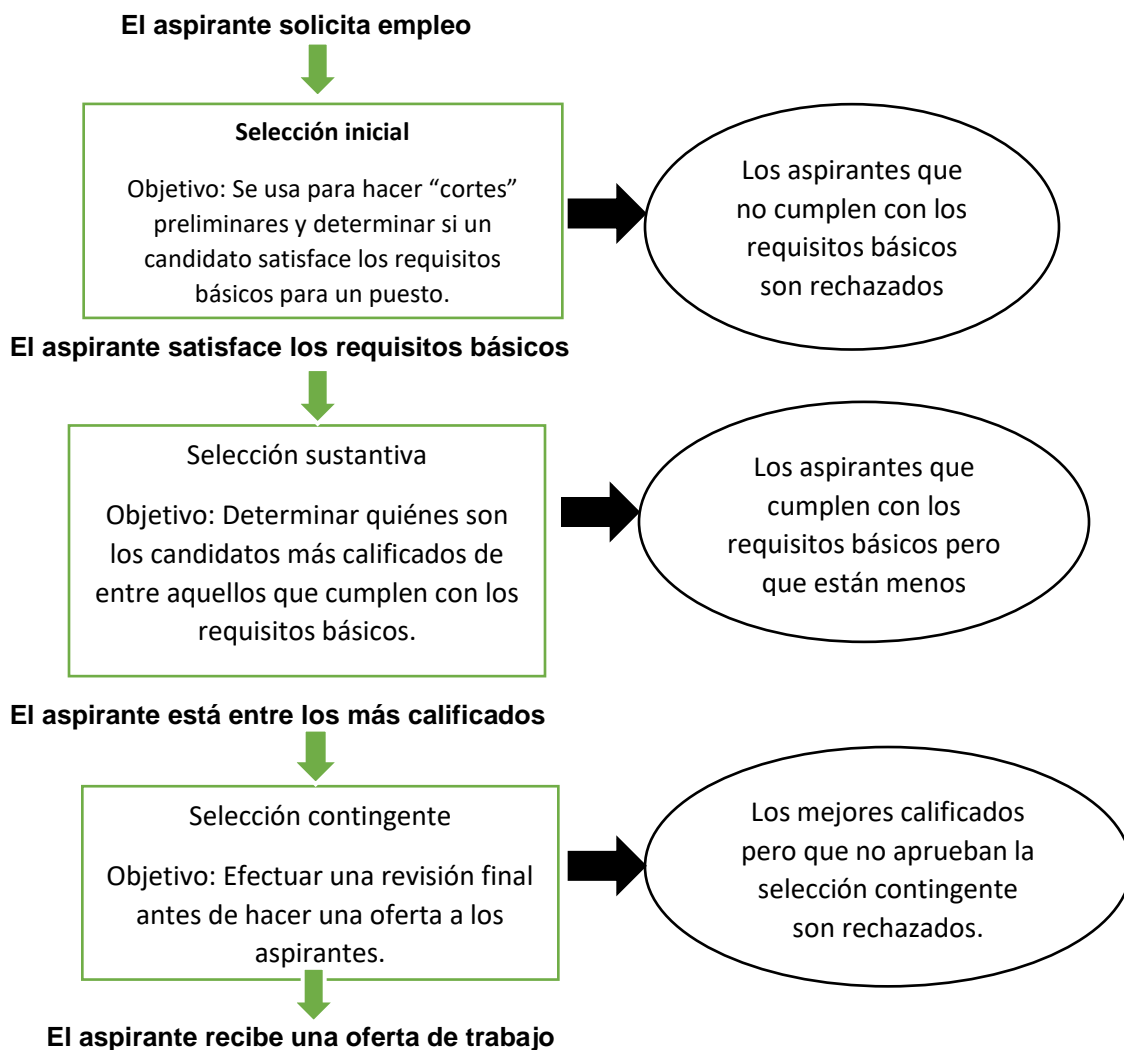 El aspirante solicita empleo
Selección inicial
Objetivo: Se usa para hacer “cortes”
preliminares y determinar si un
candidato satisface los requisitos
básicos para un puesto.
Los aspirantes que
no cumplen con los
requisitos básicos
son rechazados
El aspirante satisface los requisitos básicos
Selección sustantiva
Objetivo: Determinar quiénes son
los candidatos más calificados de
entre aquellos que cumplen con los
requisitos básicos.
Los aspirantes que
cumplen con los
requisitos básicos pero
que están menos
El aspirante está entre los más calificados
Selección contingente
Objetivo: Efectuar una revisión final
antes de hacer una oferta a los
aspirantes.
Los mejores calificados
pero que no aprueban la
selección contingente
son rechazados.
El aspirante recibe una oferta de trabajo